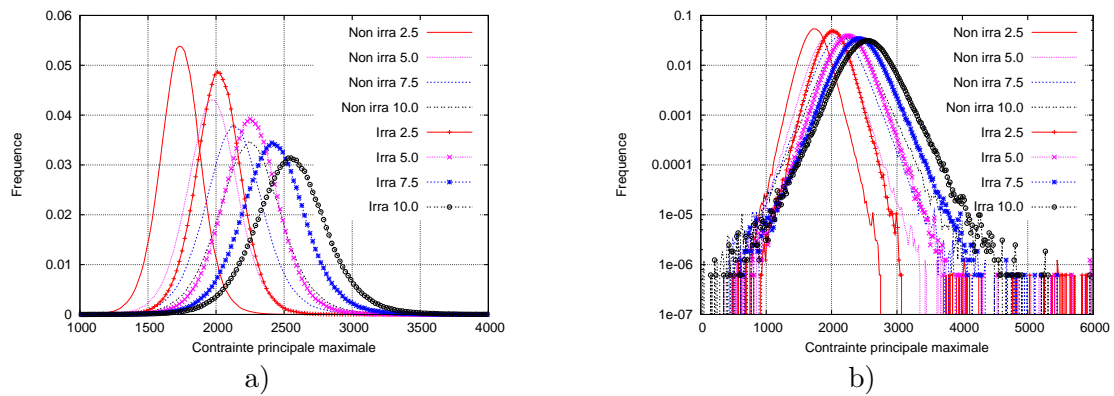 0.06
0.05
0.04
0.03
0.02
0.01
0
1000 1500 2000 2500 3000 3500 4000
Frequence
Contrainte principale maximale
Non irra 2.5
Non irra 5.0
Non irra 7.5
Non irra 10.0
Irra 2.5
Irra 5.0
Irra 7.5
Irra 10.0
a)
0.1
0.01
0.001
0.0001
1e-05
1e-06
1e-07
0 1000 2000 3000 4000 5000 6000
Frequence
Contrainte principale maximale
Non irra 2.5
Non irra 5.0
Non irra 7.5
Non irra 10.0
Irra 2.5
Irra 5.0
Irra 7.5
Irra 10.0
b)